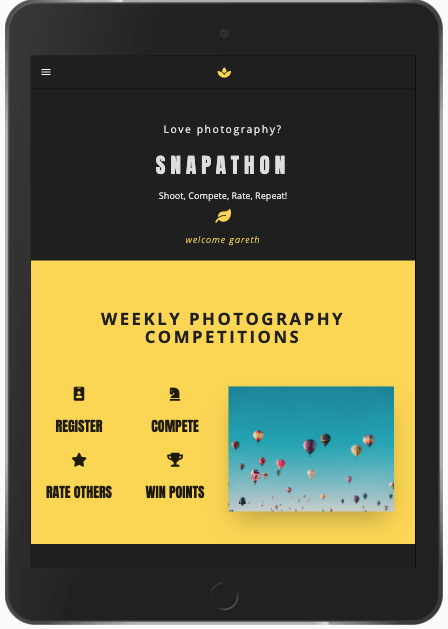 Love photography?
SNAPATHON
Shoot, Compete, Rate, Repeat!
welcome gareth
WEEKLY PHOTOGRAPHY
COMPETITIONS
REGISTER
COMPETE
RATE OTHERS
WIN POINTS